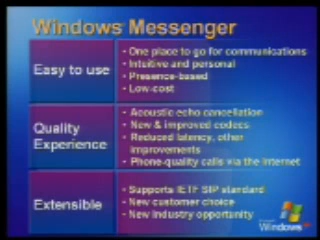 Windows Messenger
Easy to use
• One place to go for communications
• Intuitive and personal
• Presence-based
• Low-cost
Quality
Experience
• Acoustic echo cancellation
• New & improved codecs
• Reduced latency, other
improvements
• Phone-quality calls via the Internet
Extensible
• Supports IETF SIP standard
• New customer choice
• New industry opportunity
Windows